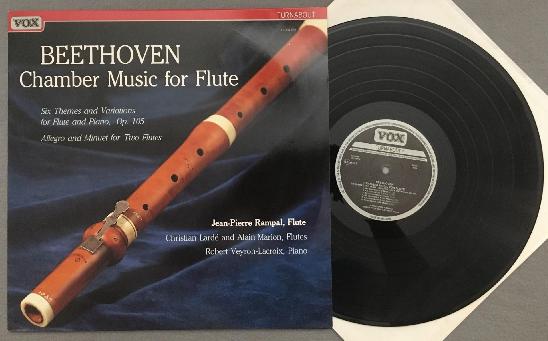 VOX
TURNABOUT
BEETHOVEN
Chamber Music for Flute
Six Themes and Variations
for Flute and Piano, Op. 105
Allegro and Minuet for Two Flutes
Jean-Pierre Rampal, Flute
Christian Lardé and Alain Marion, Flutes
Robert Veyron-Lacroix, Piano
VOX
TURNABOUT